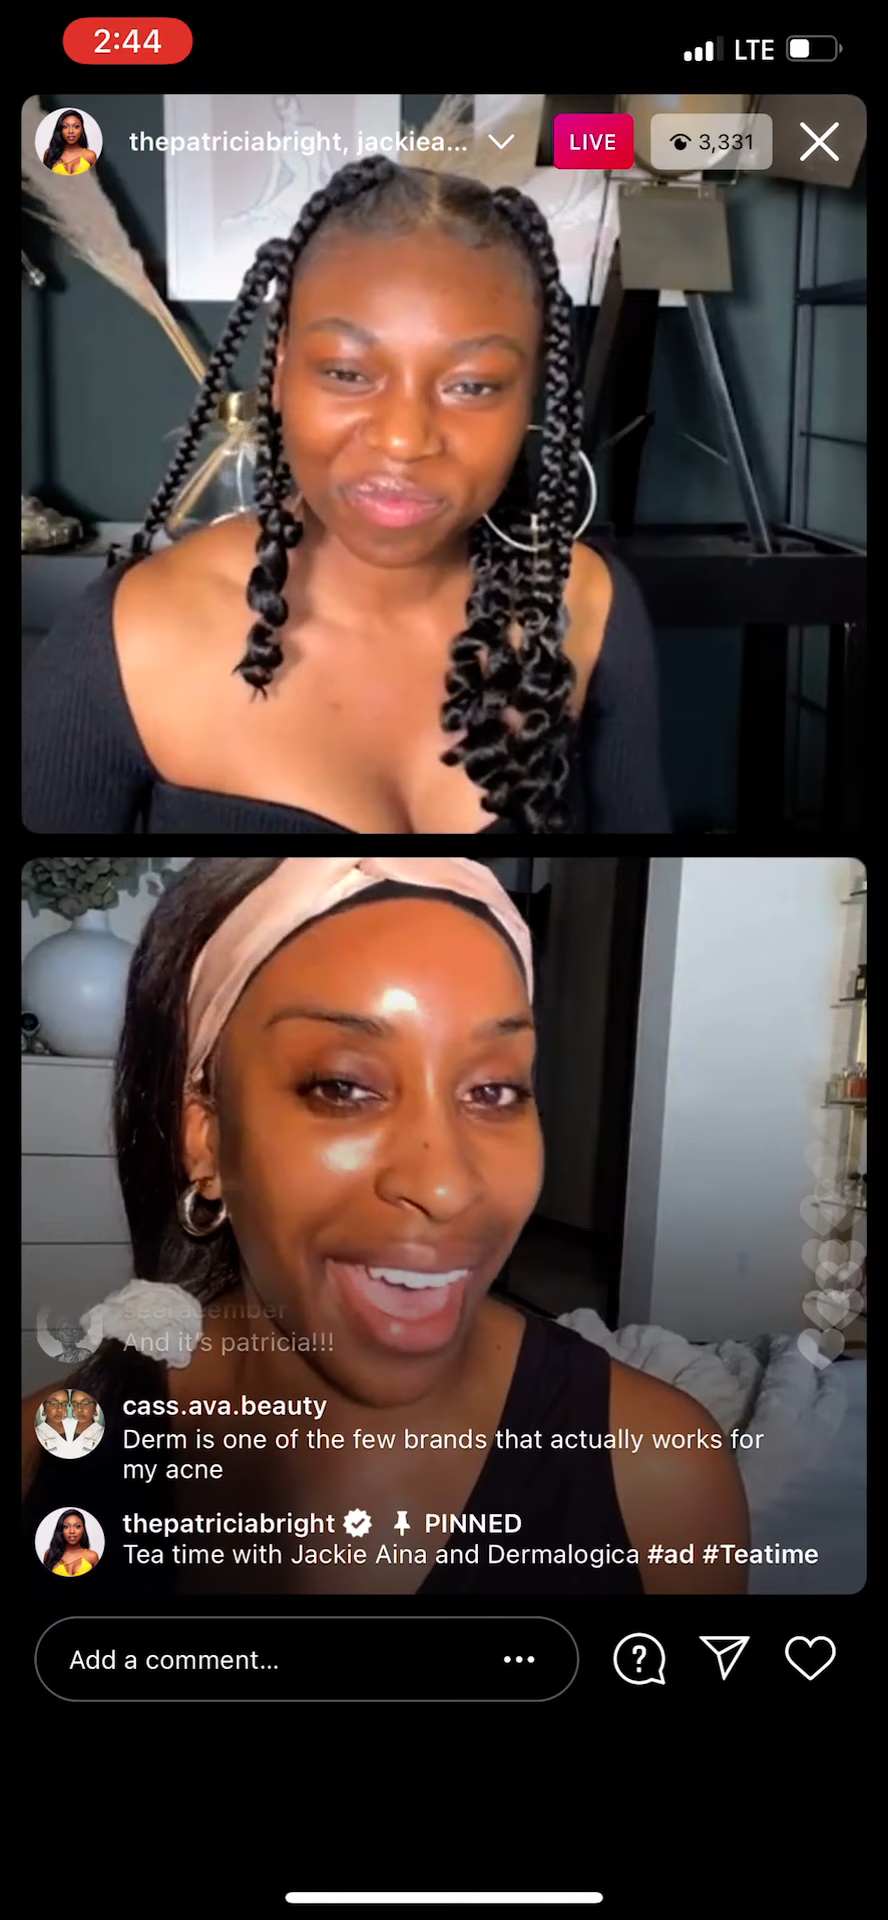 2:44
LTE
thepatriciabright, jackiea...
LIVE
3,331
seeraeember
And it's patricia!!!
cass.ava.beauty
Derm is one of the few brands that actually works for
my acne
thepatriciabright PINNED
Tea time with Jackie Aina and Dermalogica #ad #Teatime
Add a comment...